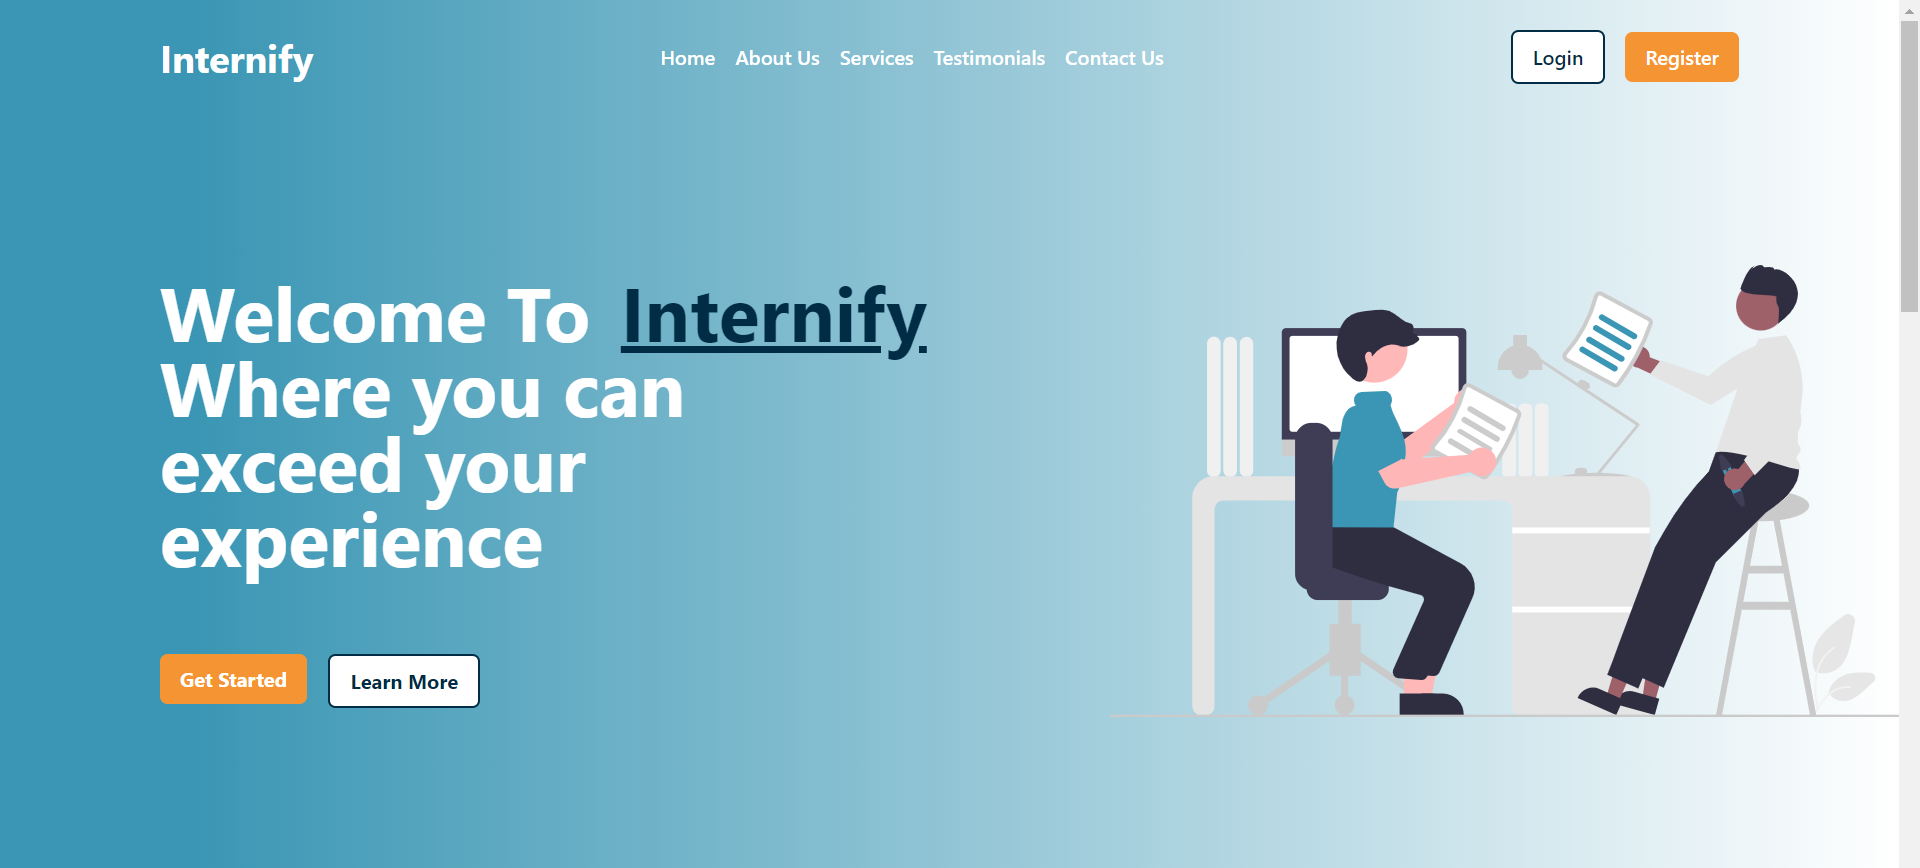 Internify
Home About Us Services Testimonials Contact Us
Login Register
Welcome To Internify
Where you can
exceed your
experience
Get Started Learn More